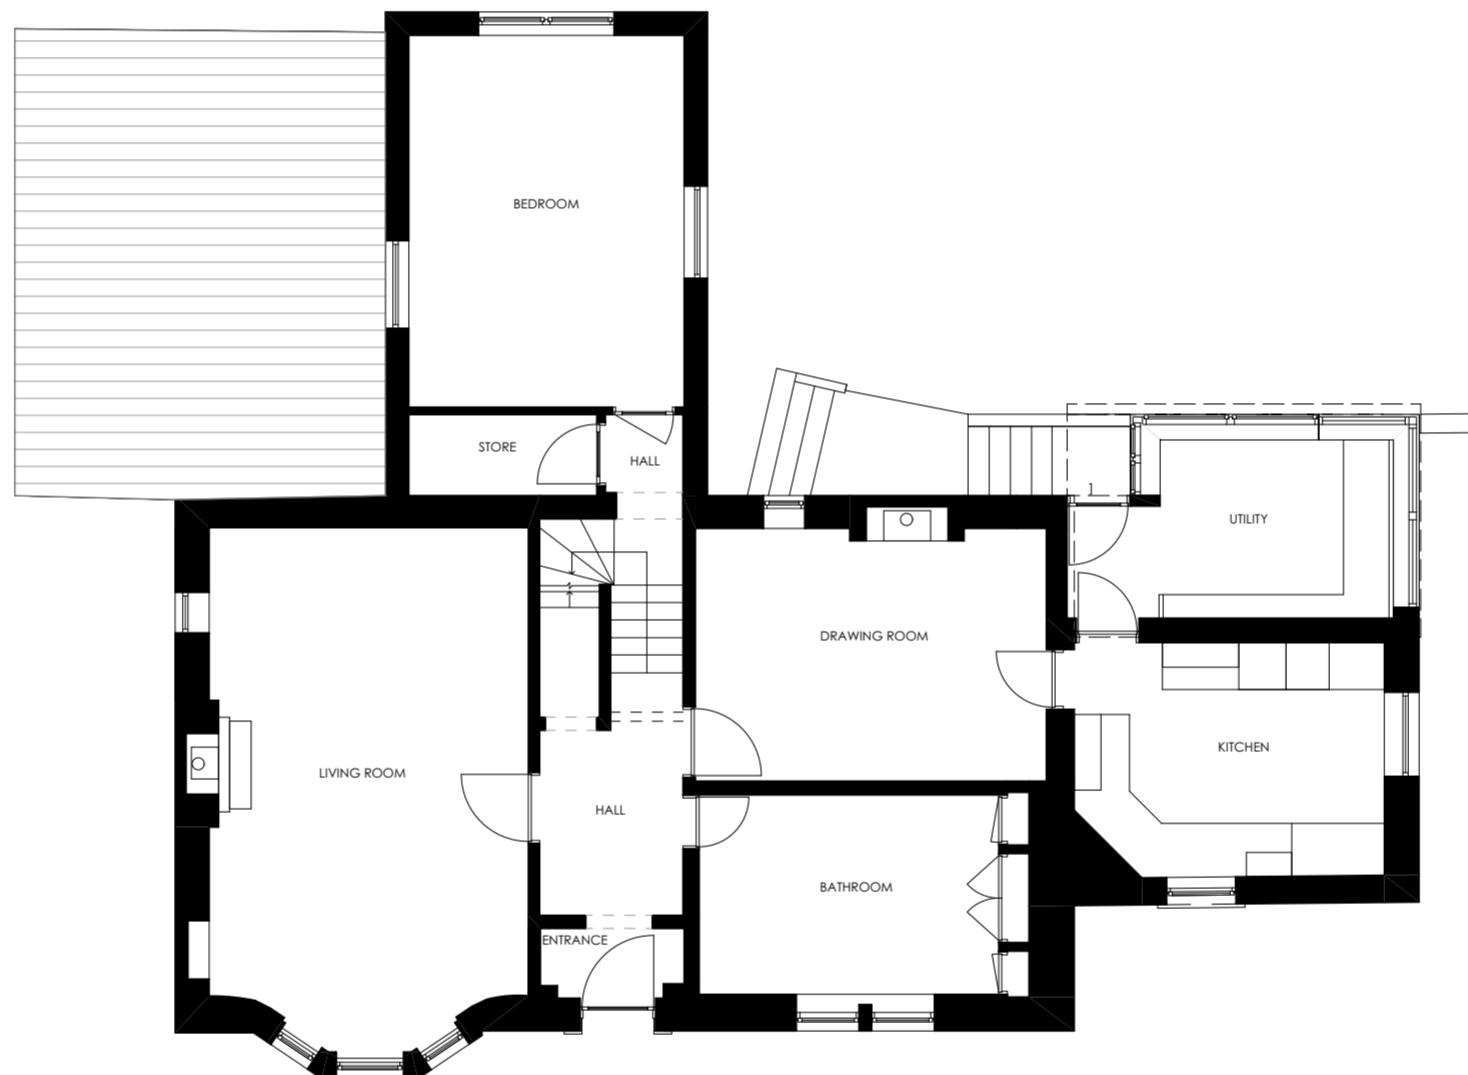 BEDROOM
STORE
HALL
UTILITY
DRAWING ROOM
KITCHEN
LIVING ROOM
HALL
BATHROOM
ENTRANCE